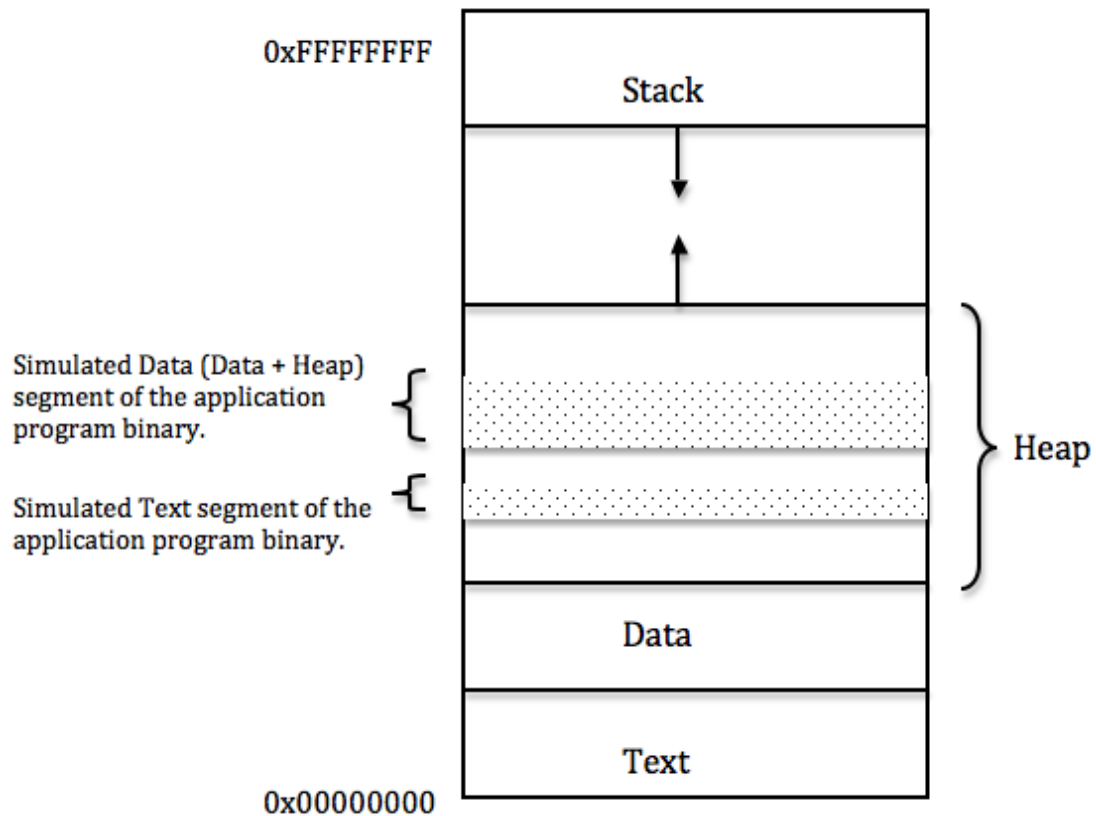 0xFFFFFFFF
Stack
Simulated Data (Data + Heap)
segment of the application
program binary.
Heap
Simulated Text segment of the
application program binary.
Data
Text
0x00000000